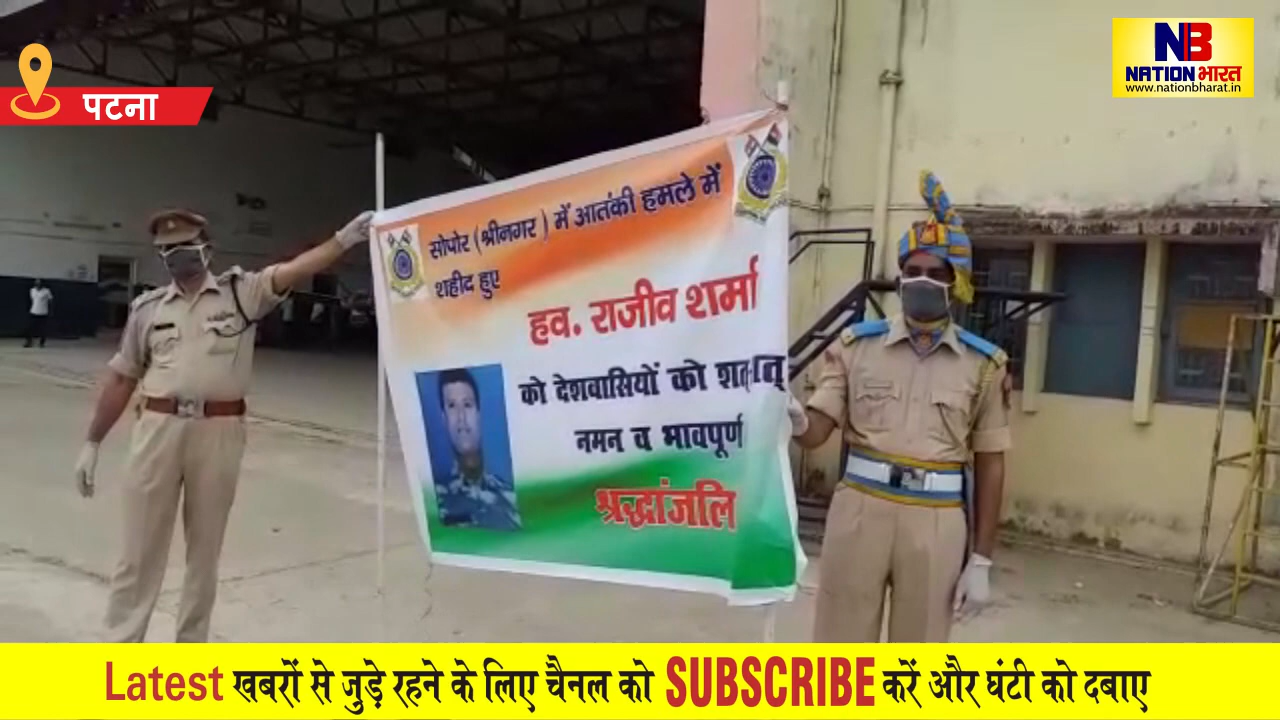 NB
NATION भारत
www.nationbharat.in
पटना
सोपोर (श्रीनगर ) में आतंकी हमले में
शहीद हुए
हव. राजीव शर्मा
को देशवासियों को शत्-शत्
नमन व भावपूर्ण
श्रद्धांजलि
Latest खबरों से जुड़े रहने के लिए चैनल को SUBSCRIBE करें और घंटी को दबाए